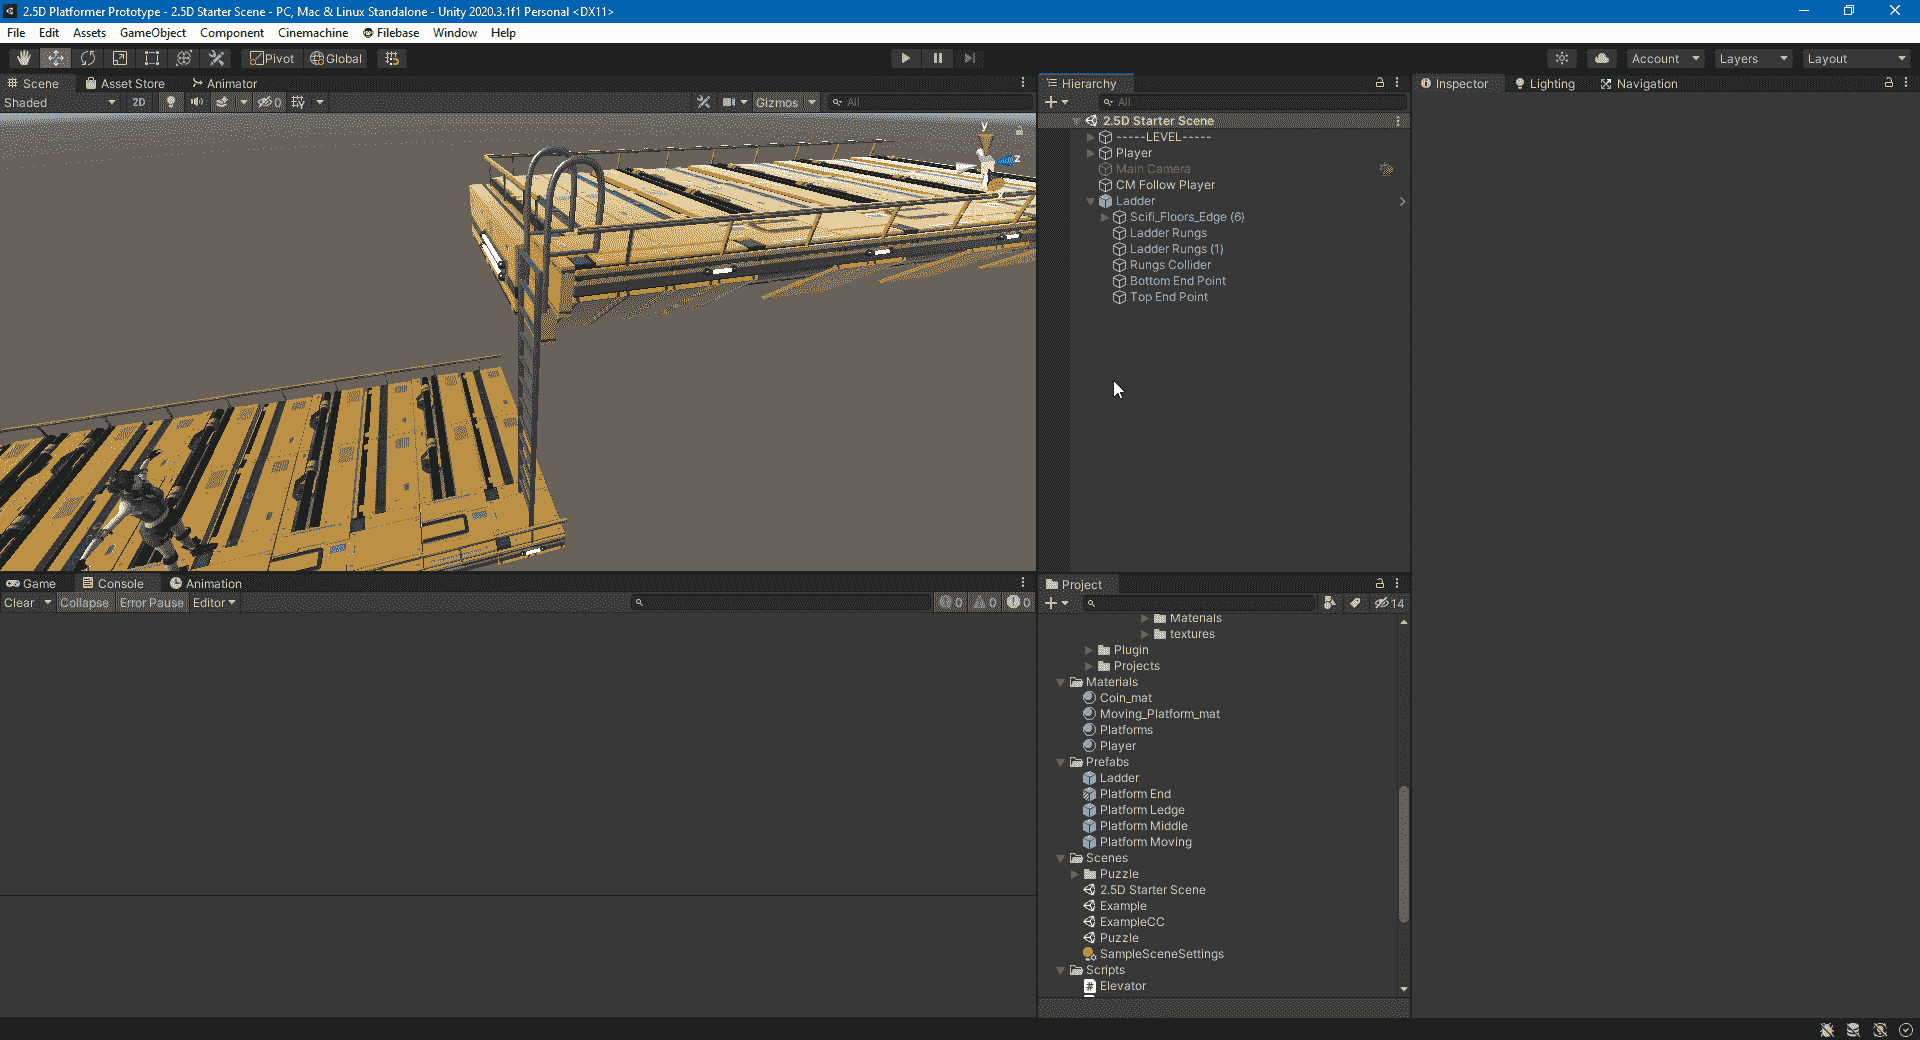 2.5D Platformer Prototype - 2.5D Starter Scene - PC, Mac & Linux Standalone - Unity 2020.3.1f1 Personal <DX11>
File Edit Assets GameObject Component Cinemachine Filebase Window Help
Pivot Global Account Layers Layout
Scene Asset Store Animator
Shaded 2D 0 Gizmos All
y
z
Hierarchy
All
2.5D Starter Scene
-----LEVEL-----
Player
Main Camera
CM Follow Player
Ladder
Scifi_Floors_Edge (6)
Ladder Rungs
Ladder Rungs (1)
Rungs Collider
Bottom End Point
Top End Point
Inspector Lighting Navigation
Game Console Animation
Clear Collapse Error Pause Editor 0 0 0
Project
14
Materials
textures
Plugin
Projects
Materials
Coin_mat
Moving_Platform_mat
Platforms
Player
Prefabs
Ladder
Platform End
Platform Ledge
Platform Middle
Platform Moving
Scenes
Puzzle
2.5D Starter Scene
Example
ExampleCC
Puzzle
SampleSceneSettings
Scripts
# Elevator